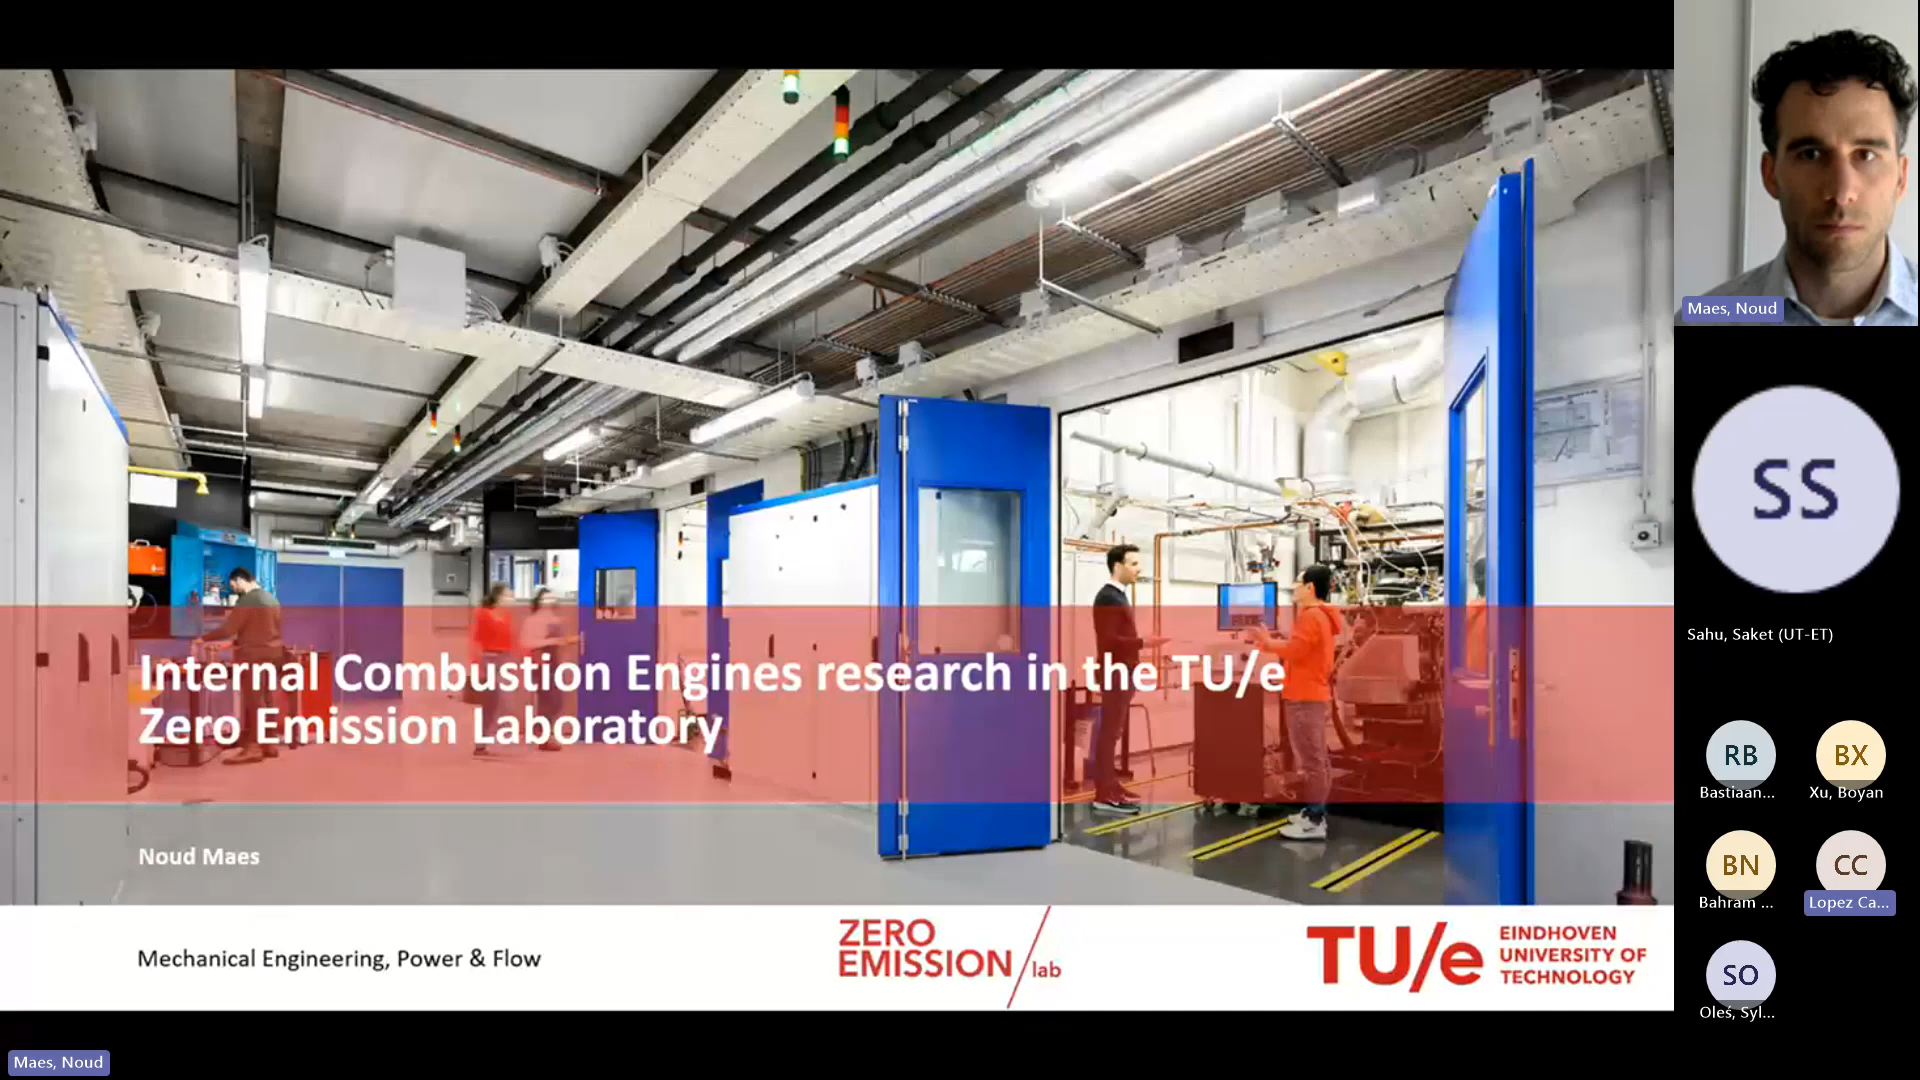 Internal Combustion Engines research in the TU/e
Zero Emission Laboratory
Noud Maes
Mechanical Engineering, Power & Flow
ZERO
EMISSION
lab
TU/e
EINDHOVEN
UNIVERSITY OF
TECHNOLOGY
Maes, Noud
Maes, Noud
SS
Sahu, Saket (UT-ET)
RB
Bastiaan...
BX
Xu, Boyan
BN
Bahram ...
CC
Lopez Ca...
SO
Oleś, Syl...